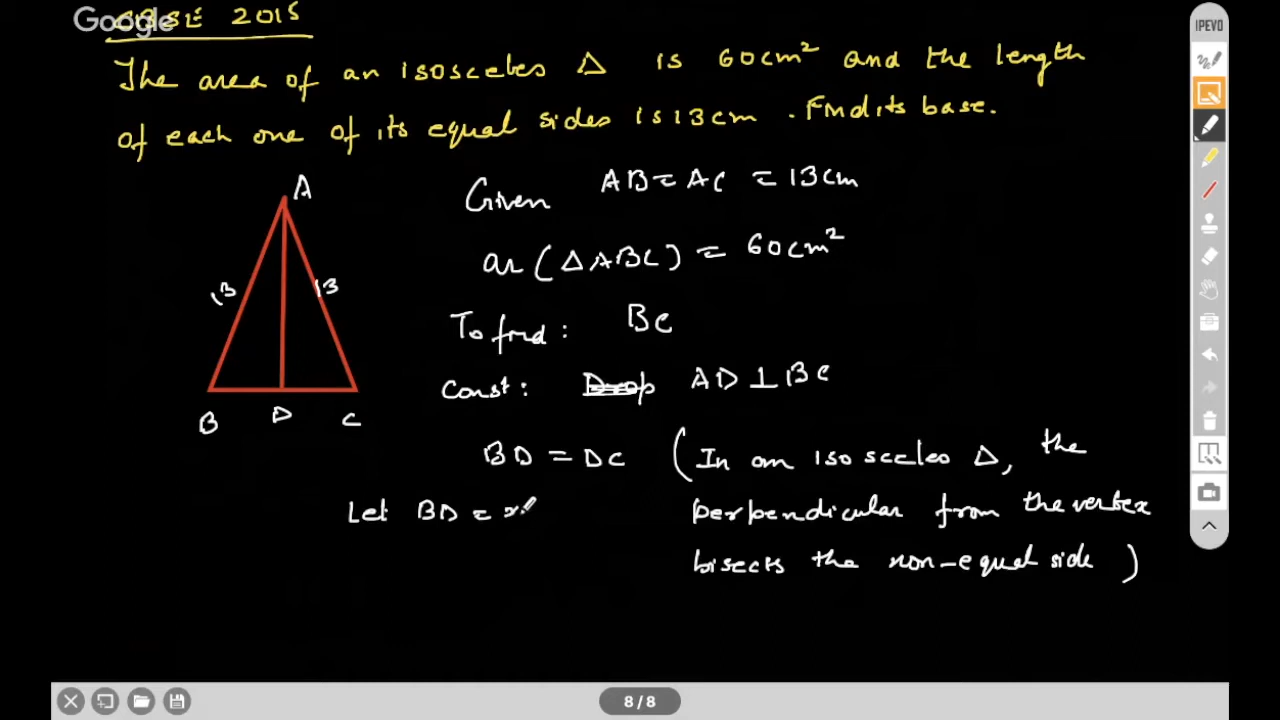 Google
CBSE 2015
The area of an isosceles Δ is 60cm² and the length
of each one of its equal sides is 13cm. Find its base.
A
Given AB = AC = 13cm
ar (ΔABC) = 60cm²
13 13
To find : BC
Const : Drop AD ⊥ BC
B D C
BD = DC (In an isosceles Δ, the
Let BD = x perpendicular from the vertex
bisects the non-equal side )
IPEVO
8/8